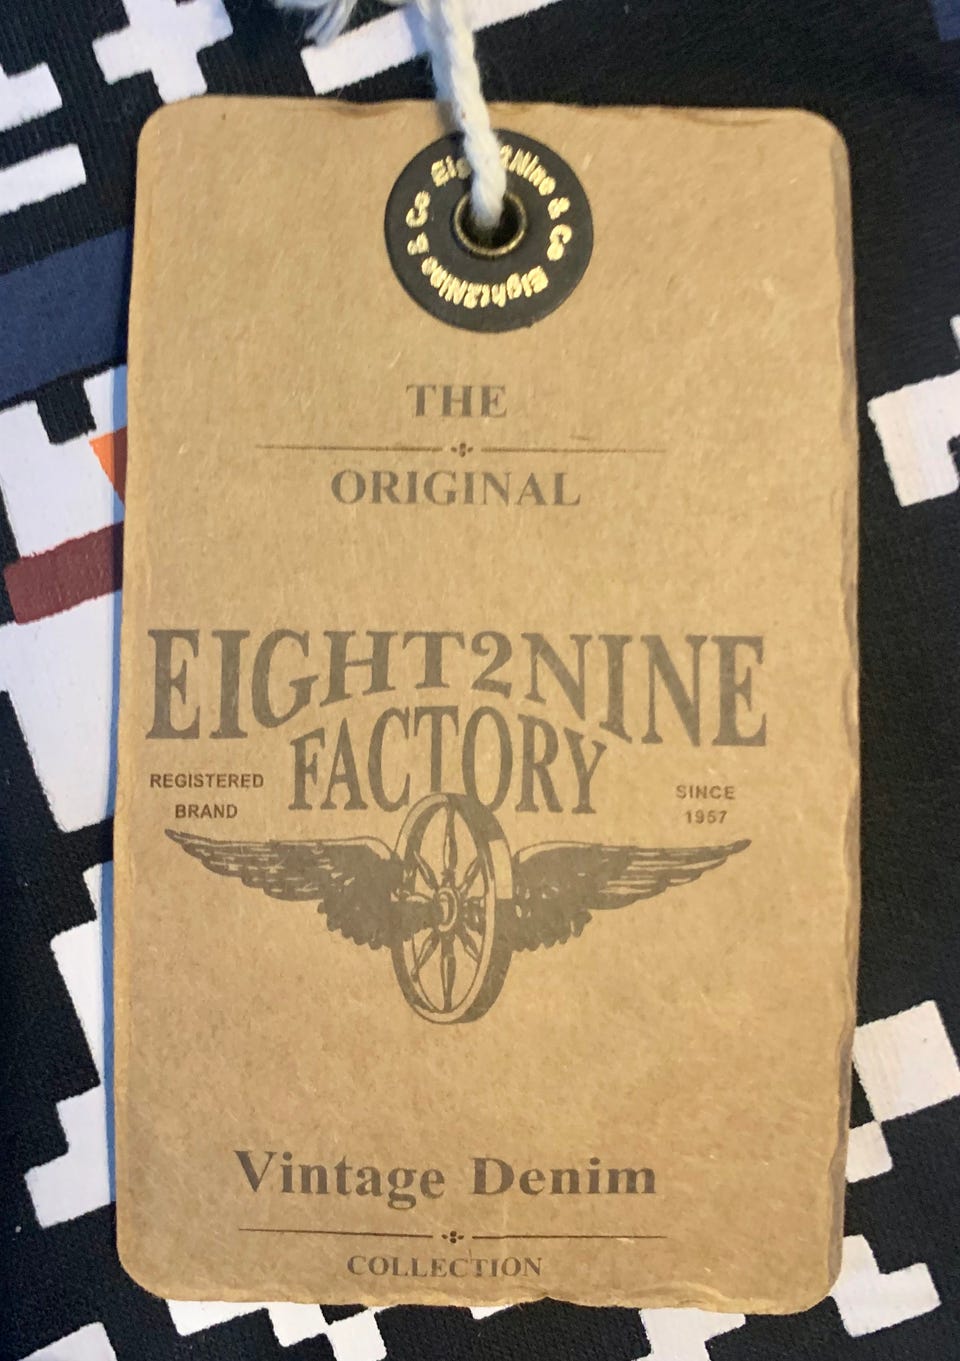 Eight2Nine & Co Eight2Nine & Co
THE
ORIGINAL
EIGHT2NINE
FACTORY
REGISTERED
BRAND
SINCE
1957
Vintage Denim
COLLECTION